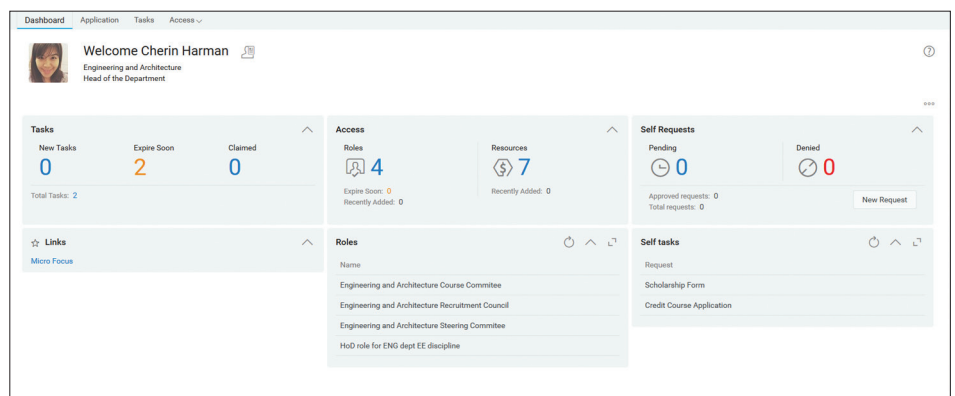 Dashboard Application Tasks Access
Welcome Cherin Harman
Engineering and Architecture
Head of the Department
Tasks
New Tasks Expire Soon Claimed
0 2 0
Total Tasks: 2
Access
Roles Resources
4 7
Expire Soon: 0 Recently Added: 0
Recently Added: 0
Self Requests
Pending Denied
0 0
Approved requests: 0
Total requests: 0
New Request
Links
Micro Focus
Roles
Name
Engineering and Architecture Course Commitee
Engineering and Architecture Recruitment Council
Engineering and Architecture Steering Commitee
HoD role for ENG dept EE discipline
Self tasks
Request
Scholarship Form
Credit Course Application